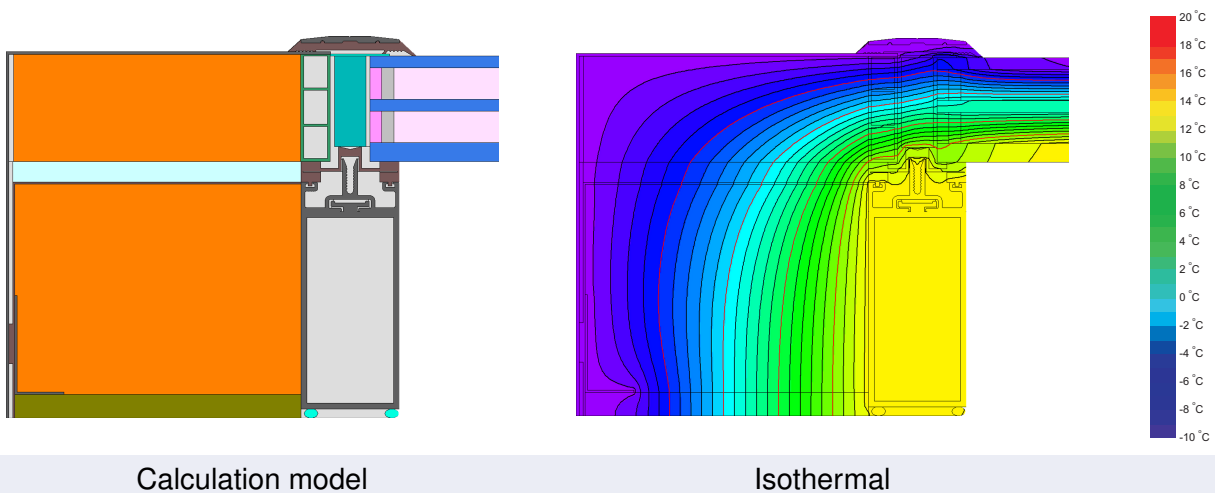 20 °C
18 °C
16 °C
14 °C
12 °C
10 °C
8 °C
6 °C
4 °C
2 °C
0 °C
-2 °C
-4 °C
-6 °C
-8 °C
-10 °C
Calculation model
Isothermal